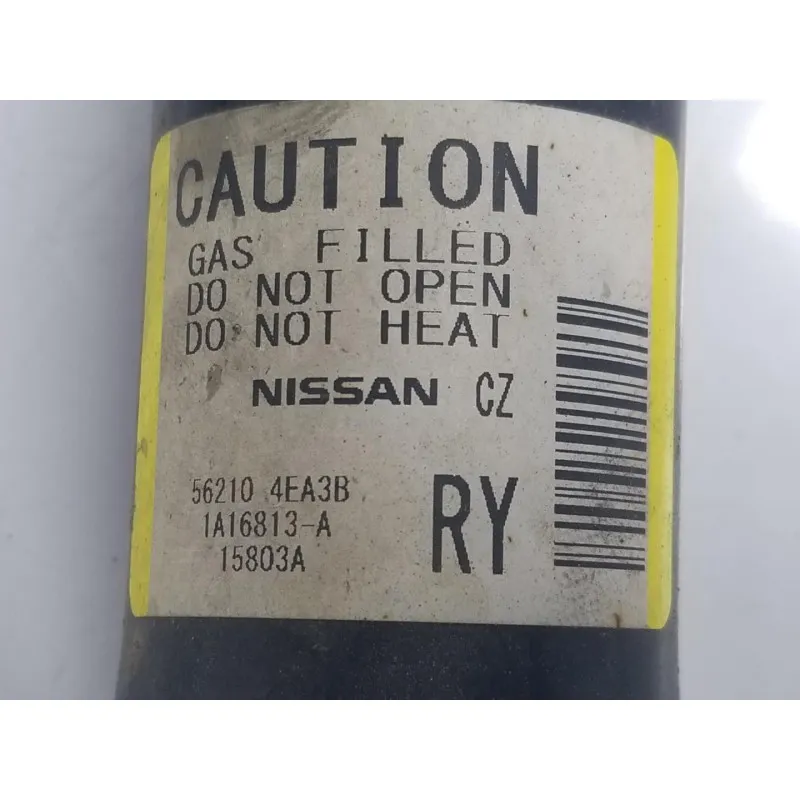 CAUTION
GAS FILLED
DO NOT OPEN
DO NOT HEAT
NISSAN CZ
56210 4EA3B
1A16813-A
15803A
RY